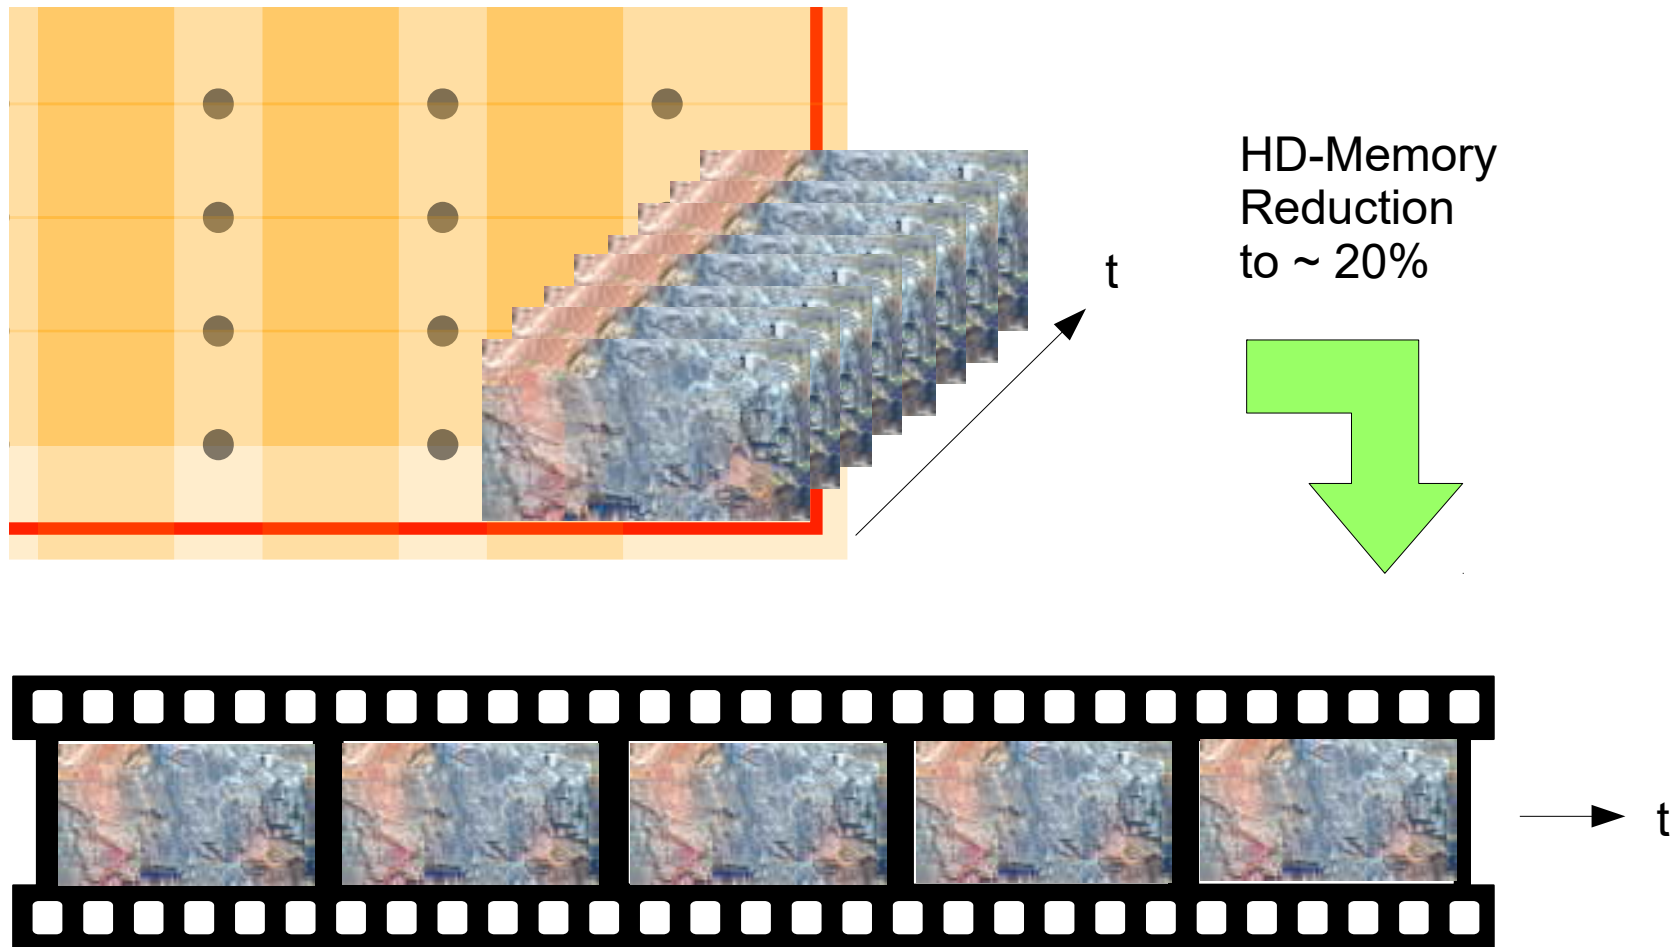 HD-Memory
Reduction
to ~ 20%
t
t